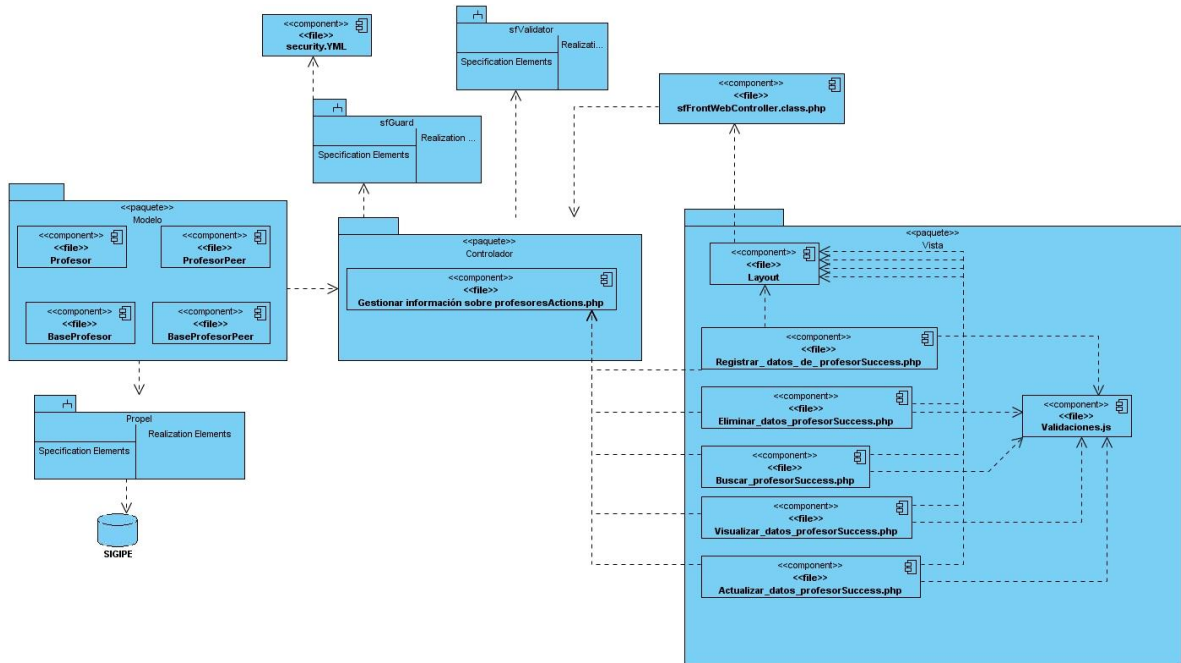 <<component>>
<<file>>
security.YML
sfValidator
Realizati...
Specification Elements
<<component>>
<<file>>
sfFrontWebController.class.php
sfGuard
Realization ...
Specification Elements
<<paquete>>
Modelo
<<component>>
<<file>>
Profesor
<<component>>
<<file>>
ProfesorPeer
<<component>>
<<file>>
BaseProfesor
<<component>>
<<file>>
BaseProfesorPeer
<<paquete>>
Controlador
<<component>>
<<file>>
Gestionar información sobre profesoresActions.php
Propel
Realization Elements
Specification Elements
SIGIPE
<<paquete>>
Vista
<<component>>
<<file>>
Layout
<<component>>
<<file>>
Registrar_ datos_ de_ profesorSuccess.php
<<component>>
<<file>>
Eliminar_datos_profesorSuccess.php
<<component>>
<<file>>
Validaciones.js
<<component>>
<<file>>
Buscar_profesorSuccess.php
<<component>>
<<file>>
Visualizar_datos_profesorSuccess.php
<<component>>
<<file>>
Actualizar_datos_profesorSuccess.php